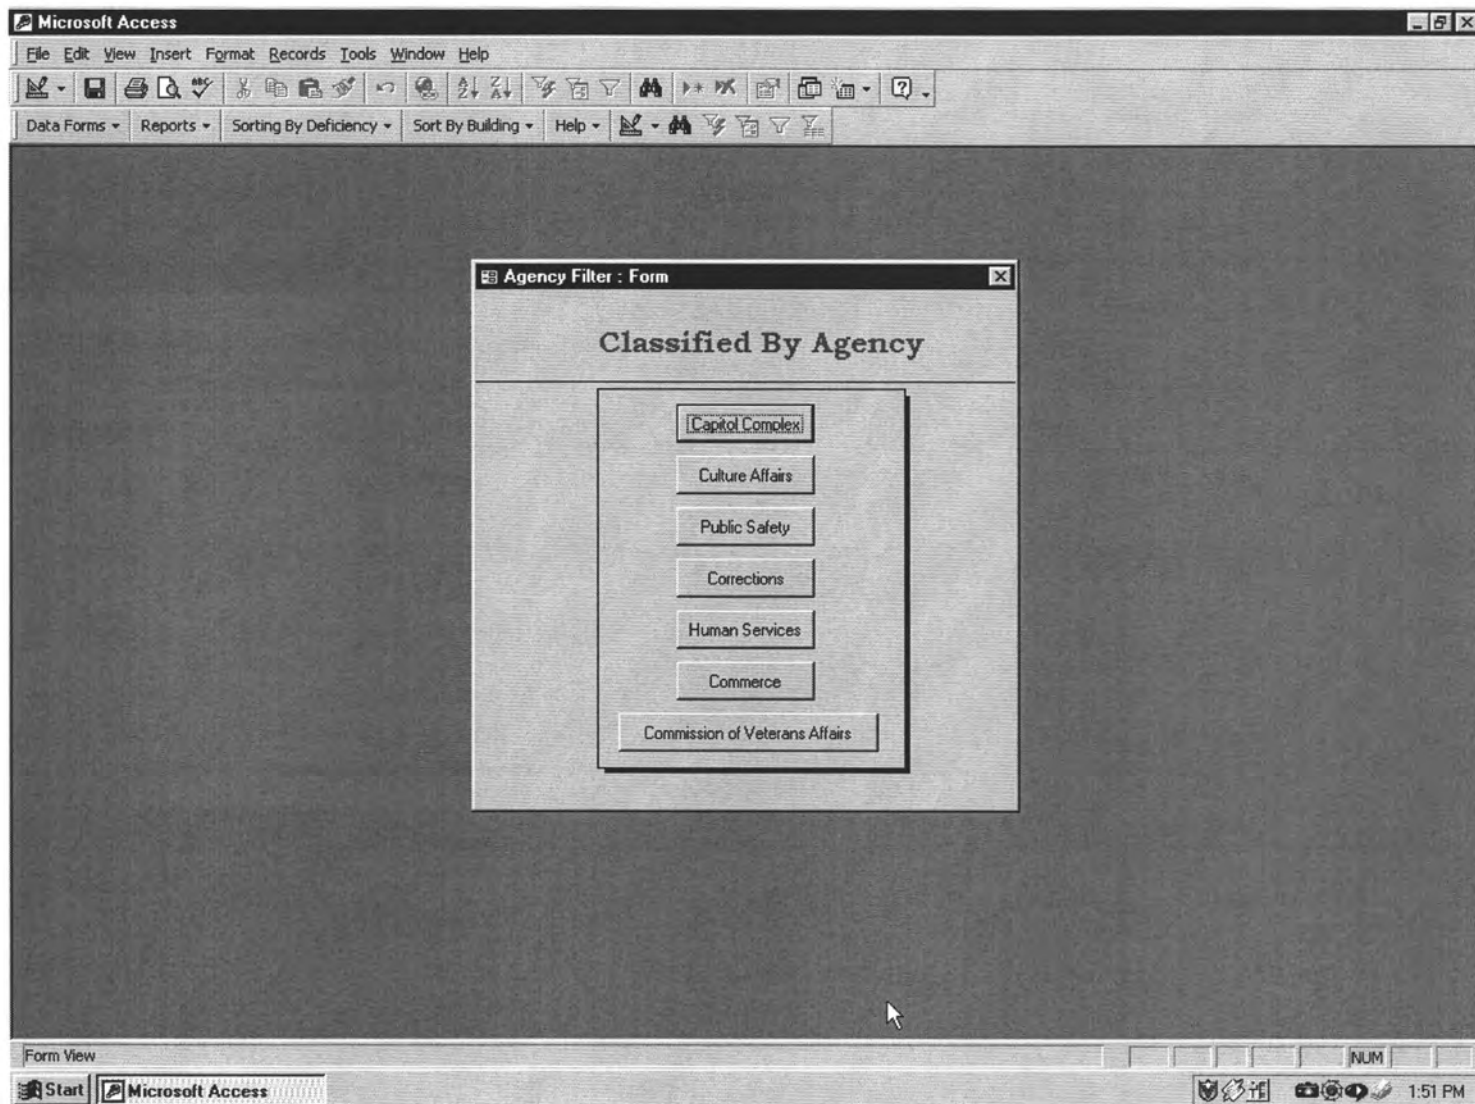 Microsoft Access
File Edit View Insert Format Records Tools Window Help
Data Forms Reports Sorting By Deficiency Sort By Building Help
Agency Filter : Form
Classified By Agency
Capitol Complex
Culture Affairs
Public Safety
Corrections
Human Services
Commerce
Commission of Veterans Affairs
Form View NUM
Start Microsoft Access 1:51 PM